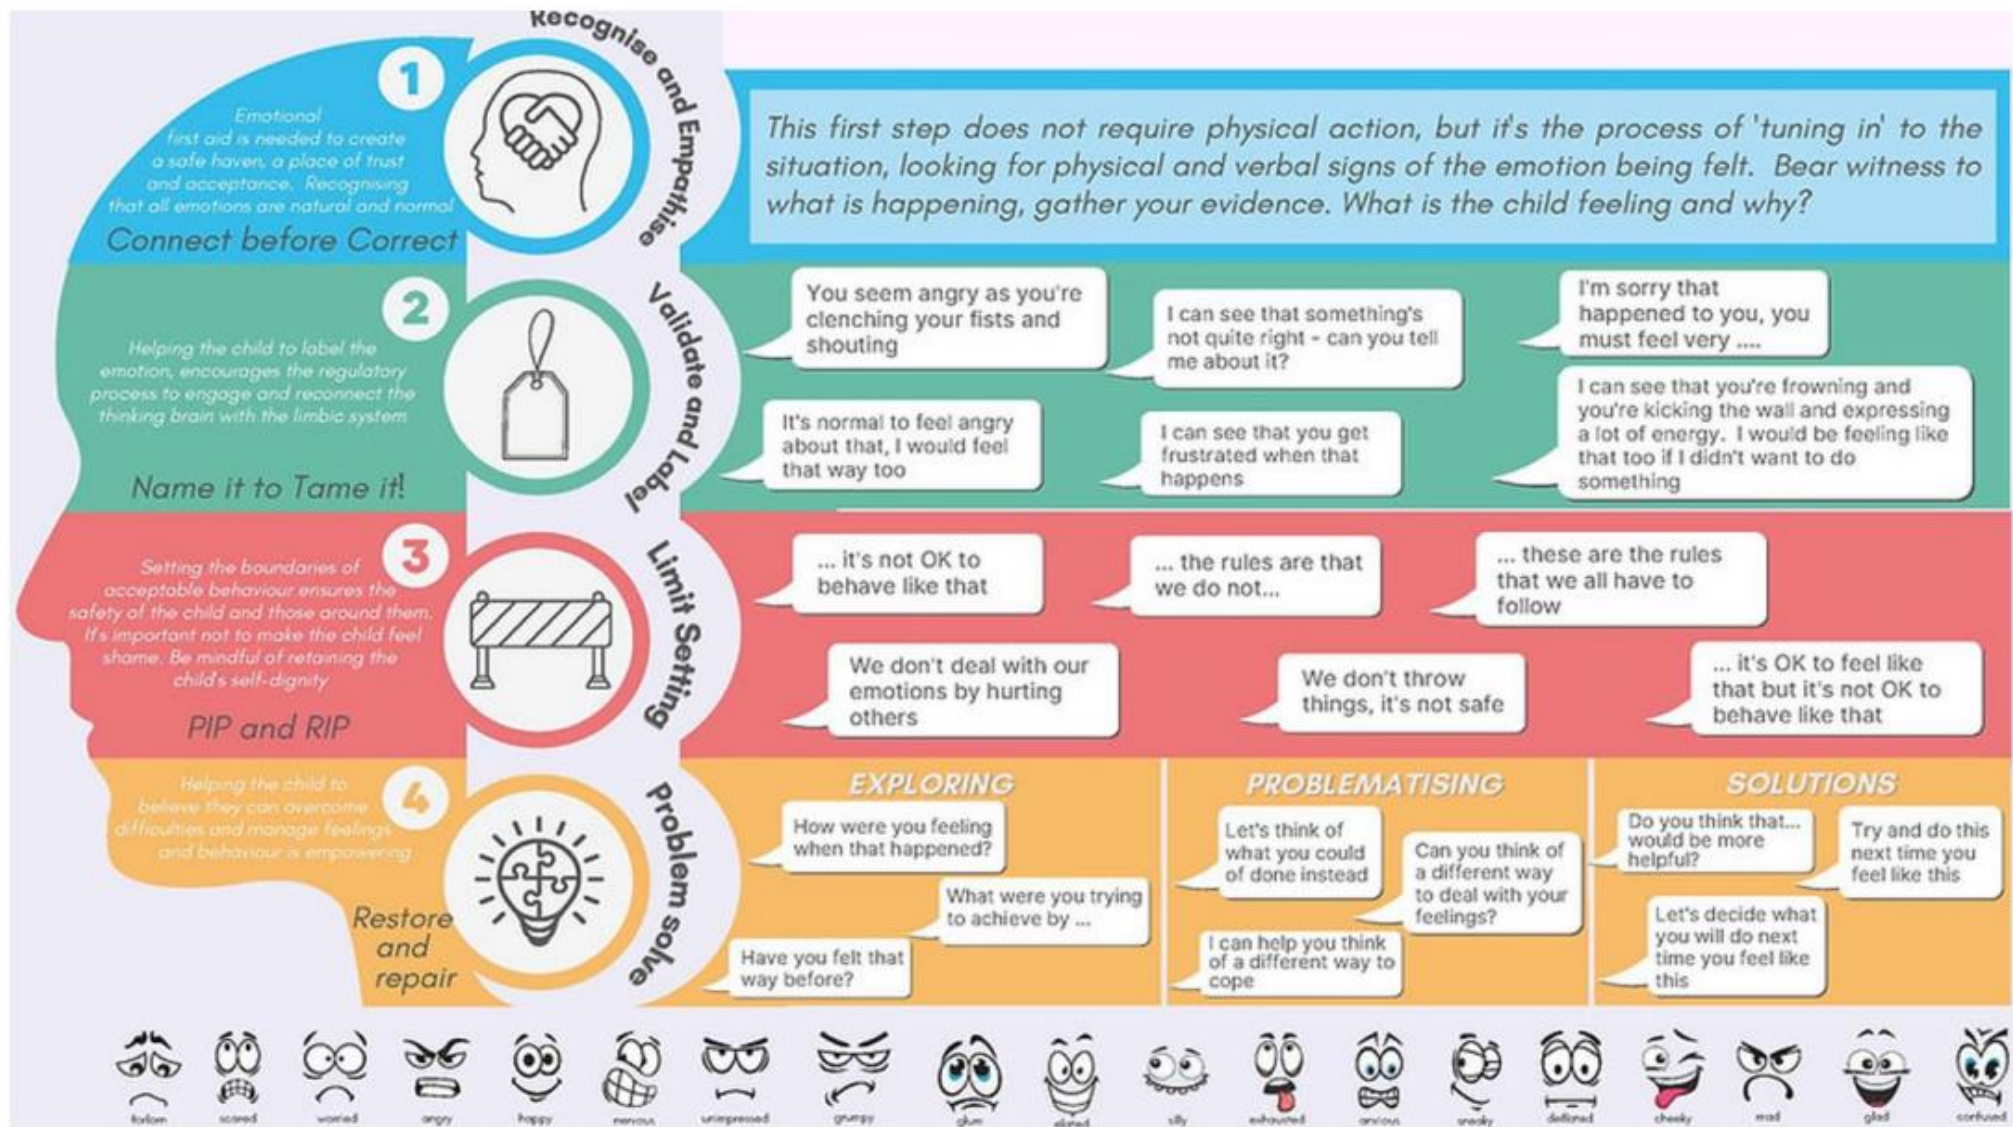 Recognise and Empathise
1
Emotional
first aid is needed to create
a safe haven, a place of trust
and acceptance. Recognising
that all emotions are natural and normal
Connect before Correct
This first step does not require physical action, but it's the process of 'tuning in' to the
situation, looking for physical and verbal signs of the emotion being felt. Bear witness to
what is happening, gather your evidence. What is the child feeling and why?
2
Helping the child to label the
emotion, encourages the regulatory
process to engage and reconnect the
thinking brain with the limbic system
Name it to Tame it!
Validate and Label
You seem angry as you're
clenching your fists and
shouting
I can see that something's
not quite right - can you tell
me about it?
I'm sorry that
happened to you, you
must feel very ....
It's normal to feel angry
about that, I would feel
that way too
I can see that you get
frustrated when that
happens
I can see that you're frowning and
you're kicking the wall and expressing
a lot of energy. I would be feeling like
that too if I didn't want to do
something
3
Setting the boundaries of
acceptable behaviour ensures the
safety of the child and those around them.
It's important not to make the child feel
shame. Be mindful of retaining the
child's self-dignity
PIP and RIP
Limit Setting
... it's not OK to
behave like that
... the rules are that
we do not...
... these are the rules
that we all have to
follow
We don't deal with our
emotions by hurting
others
We don't throw
things, it's not safe
... it's OK to feel like
that but it's not OK to
behave like that
4
Helping the child to
believe they can overcome
difficulties and manage feelings
and behaviour is empowering
Restore
and
repair
Problem solve
EXPLORING
How were you feeling
when that happened?
What were you trying
to achieve by ...
Have you felt that
way before?
PROBLEMATISING
Let's think of
what you could
of done instead
Can you think of
a different way
to deal with your
feelings?
I can help you think
of a different way to
cope
SOLUTIONS
Do you think that...
would be more
helpful?
Try and do this
next time you
feel like this
Let's decide what
you will do next
time you feel like
this
forlorn
scared
worried
angry
happy
nervous
unimpressed
grumpy
glum
elated
silly
exhausted
anxious
sneaky
deflated
cheeky
mad
glad
confused